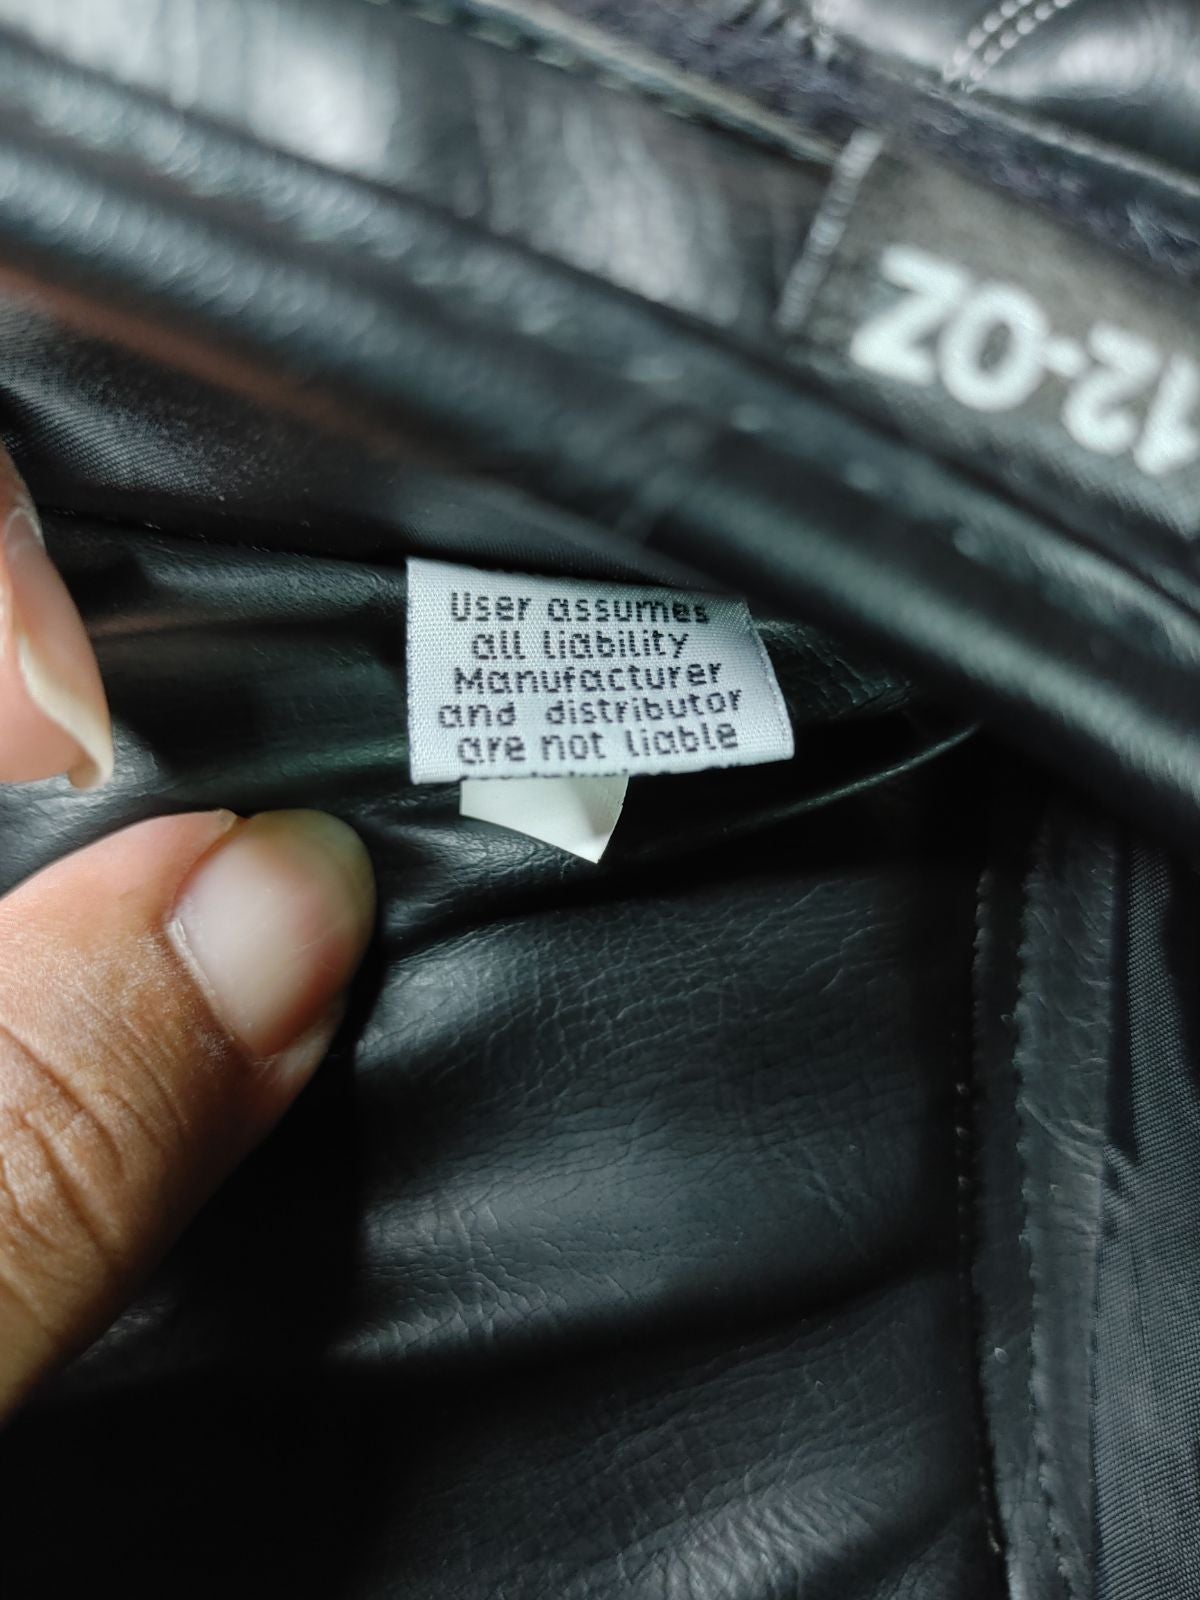 12-OZ
User assumes
all liability
Manufacturer
and distributor
are not liable